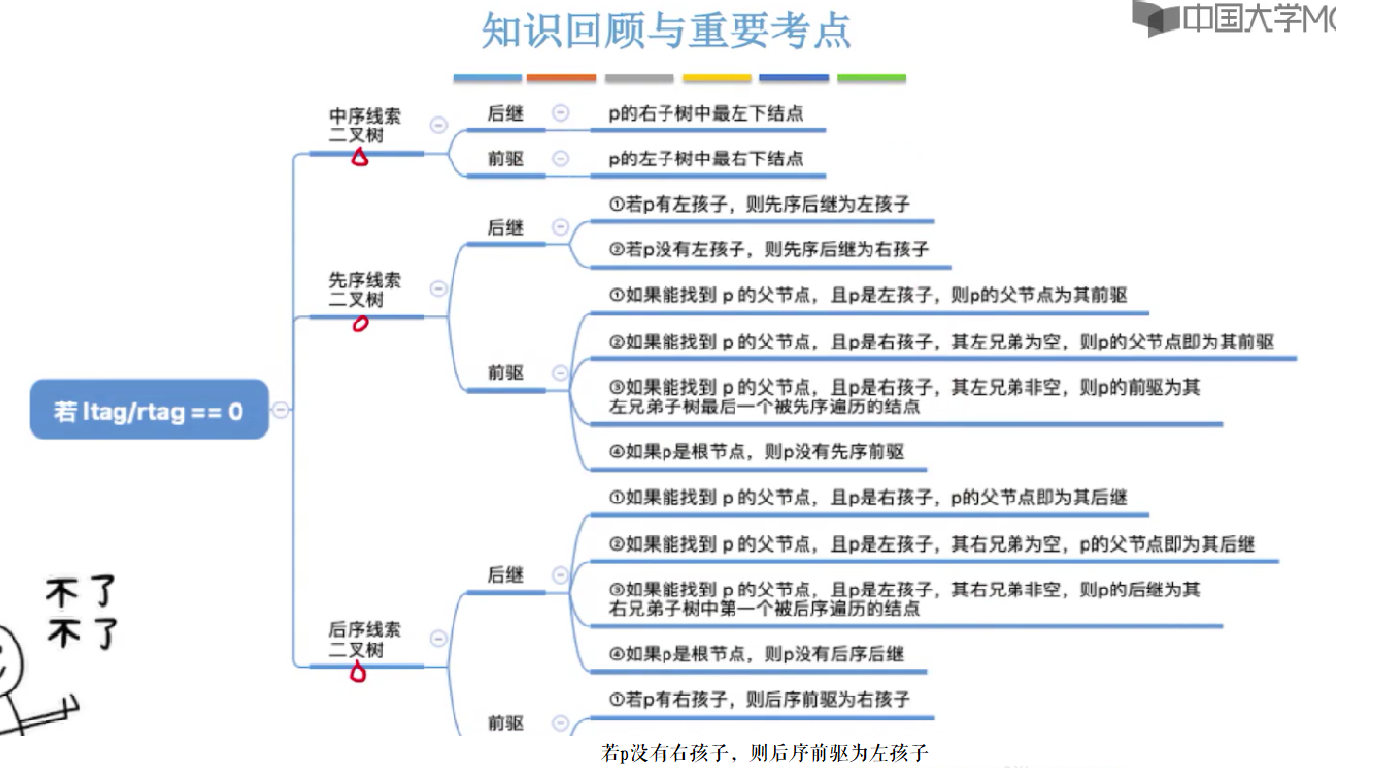 知识回顾与重要考点
中国大学MO
中序线索
二叉树
后继
p的右子树中最左下结点
前驱
p的左子树中最右下结点
先序线索
二叉树
后继
①若p有左孩子，则先序后继为左孩子
②若p没有左孩子，则先序后继为右孩子
前驱
①如果能找到 p 的父节点，且p是左孩子，则p的父节点为其前驱
②如果能找到 p 的父节点，且p是右孩子，其左兄弟为空，则p的父节点即为其前驱
③如果能找到 p 的父节点，且p是右孩子，其左兄弟非空，则p的前驱为其
左兄弟子树最后一个被先序遍历的结点
④如果p是根节点，则p没有先序前驱
若 ltag/rtag == 0
后序线索
二叉树
后继
①如果能找到 p 的父节点，且p是右孩子，p的父节点即为其后继
②如果能找到 p 的父节点，且p是左孩子，其右兄弟为空，p的父节点即为其后继
③如果能找到 p 的父节点，且p是左孩子，其右兄弟非空，则p的后继为其
右兄弟子树中第一个被后序遍历的结点
④如果p是根节点，则p没有后序后继
前驱
①若p有右孩子，则后序前驱为右孩子
若p没有右孩子，则后序前驱为左孩子
不了
不了